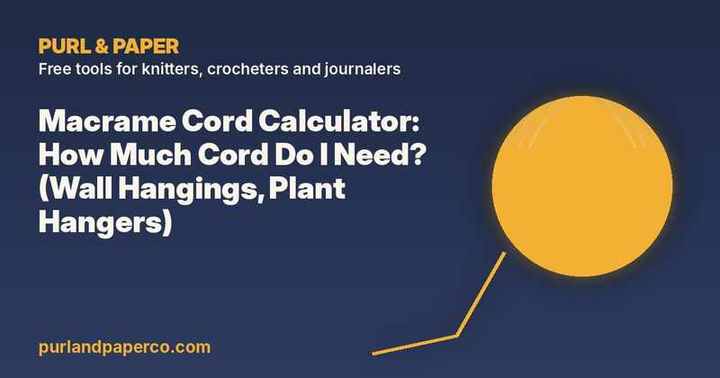 PURL & PAPER
Free tools for knitters, crocheters and journalers
Macrame Cord Calculator:
How Much Cord Do I Need?
(Wall Hangings, Plant
Hangers)
purlandpaperco.com